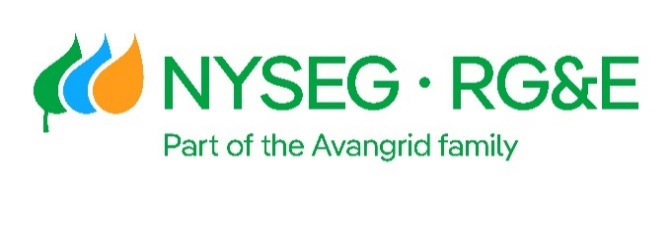 NYSEG · RG&E
Part of the Avangrid family